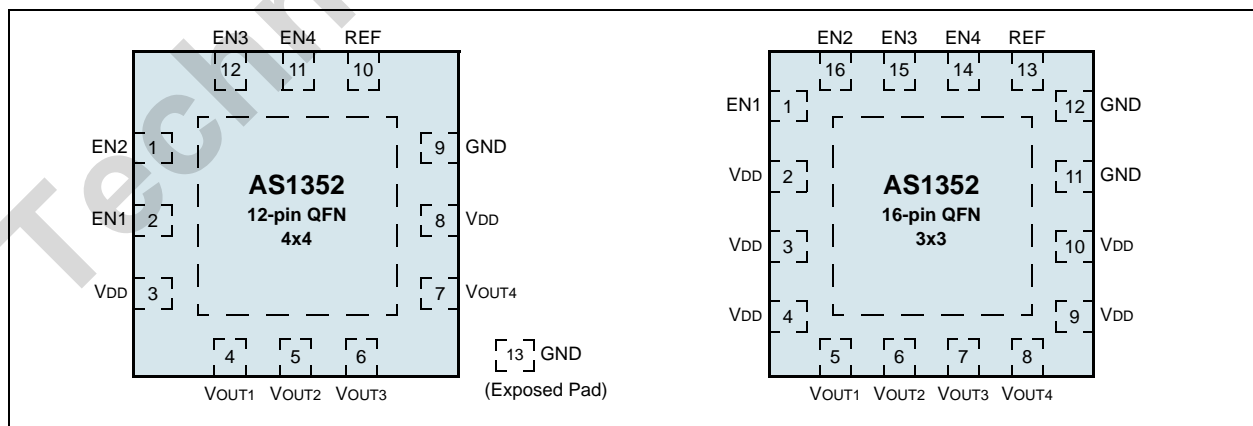 Techn
EN3 EN4 REF
12 11 10
EN2 1
EN1 2
VDD 3
9 GND
8 VDD
7 VOUT4
AS1352
12-pin QFN
4x4
4 5 6
VOUT1 VOUT2 VOUT3
13 GND
(Exposed Pad)
EN2 EN3 EN4 REF
16 15 14 13
EN1 1
VDD 2
VDD 3
VDD 4
12 GND
11 GND
10 VDD
9 VDD
AS1352
16-pin QFN
3x3
5 6 7 8
VOUT1 VOUT2 VOUT3 VOUT4